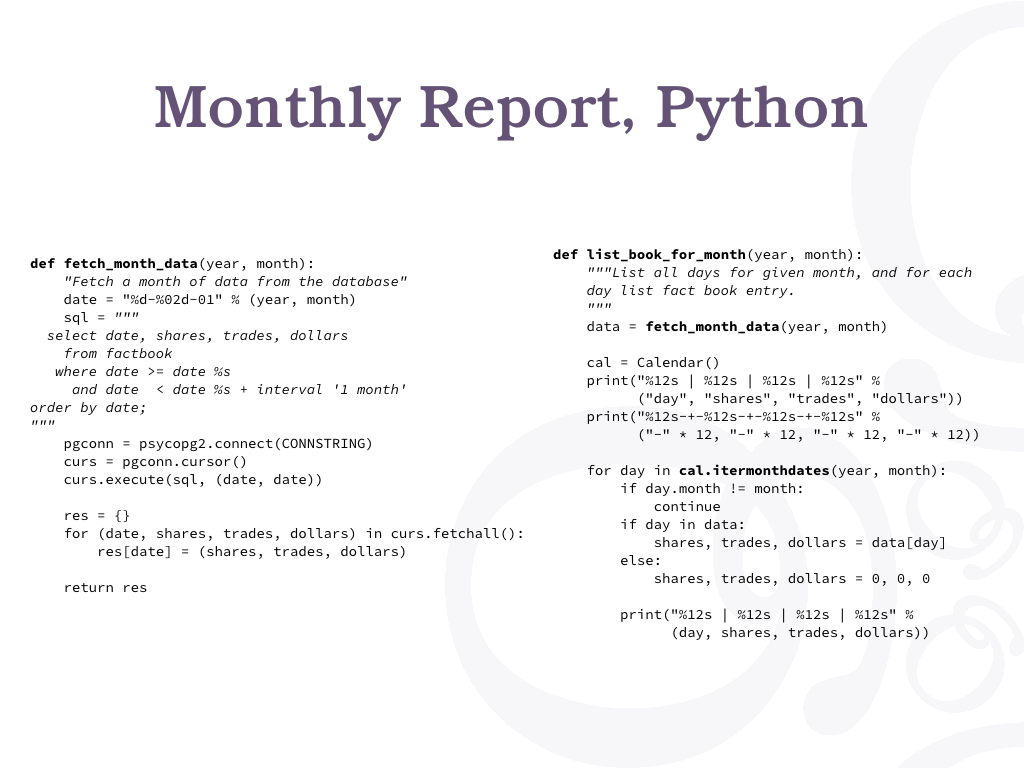 Monthly Report, Python
def fetch_month_data(year, month):
    "Fetch a month of data from the database"
    date = "%d-%02d-01" % (year, month)
    sql = """
  select date, shares, trades, dollars
    from factbook
   where date >= date %s
     and date  < date %s + interval '1 month'
order by date;
"""
    pgconn = psycopg2.connect(CONNSTRING)
    curs = pgconn.cursor()
    curs.execute(sql, (date, date))

    res = {}
    for (date, shares, trades, dollars) in curs.fetchall():
        res[date] = (shares, trades, dollars)

    return res
def list_book_for_month(year, month):
    """List all days for given month, and for each
    day list fact book entry.
    """
    data = fetch_month_data(year, month)

    cal = Calendar()
    print("%12s | %12s | %12s | %12s" %
          ("day", "shares", "trades", "dollars"))
    print("%12s-+-%12s-+-%12s-+-%12s" %
          ("-" * 12, "-" * 12, "-" * 12, "-" * 12))

    for day in cal.itermonthdates(year, month):
        if day.month != month:
            continue
        if day in data:
            shares, trades, dollars = data[day]
        else:
            shares, trades, dollars = 0, 0, 0

        print("%12s | %12s | %12s | %12s" %
              (day, shares, trades, dollars))